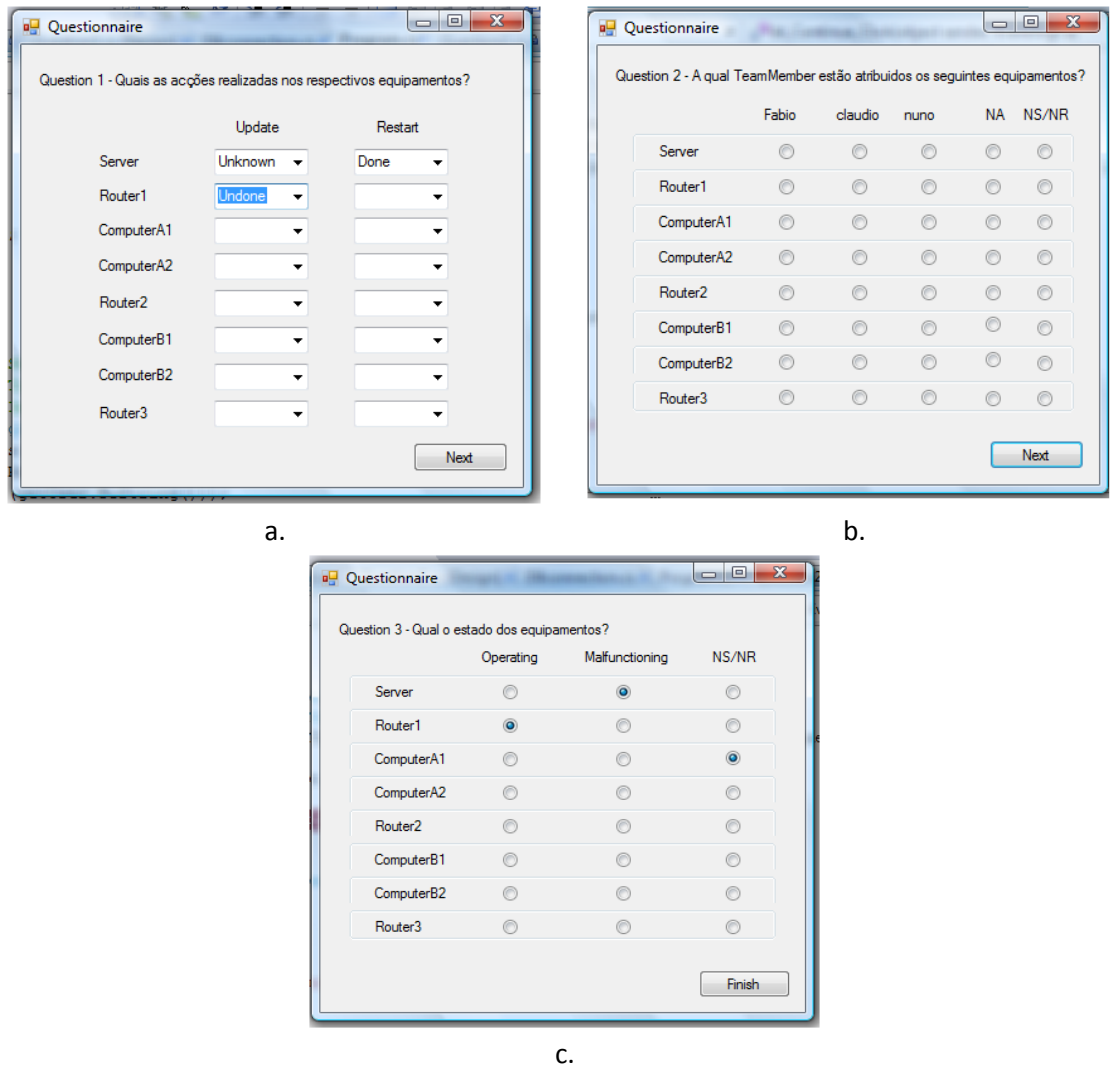 Questionnaire
Question 1 - Quais as acções realizadas nos respectivos equipamentos?
Update Restart
Server Unknown Done
Router1 Undone
ComputerA1
ComputerA2
Router2
ComputerB1
ComputerB2
Router3
Next
a.
Questionnaire
Question 2 - A qual TeamMember estão atribuidos os seguintes equipamentos?
Fabio claudio nuno NA NS/NR
Server
Router1
ComputerA1
ComputerA2
Router2
ComputerB1
ComputerB2
Router3
Next
b.
Questionnaire
Question 3 - Qual o estado dos equipamentos?
Operating Malfunctioning NS/NR
Server
Router1
ComputerA1
ComputerA2
Router2
ComputerB1
ComputerB2
Router3
Finish
c.